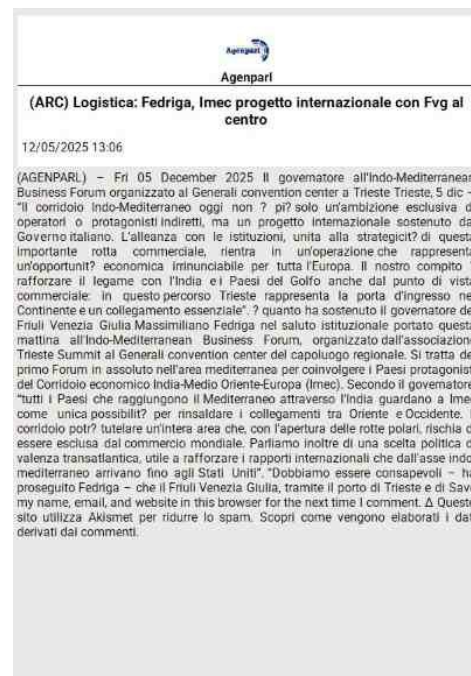 Agenparl
Agenparl
(ARC) Logistica: Fedriga, Imec progetto internazionale con Fvg al
centro
12/05/2025 13:06
(AGENPARL) – Fri 05 December 2025 Il governatore all'Indo-Mediterranean
Business Forum organizzato al Generali convention center a Trieste Trieste, 5 dic –
"Il corridoio Indo-Mediterraneo oggi non ? pi? solo un'ambizione esclusiva d
operatori o protagonisti indiretti, ma un progetto internazionale sostenuto da
Governo italiano. L'alleanza con le istituzioni, unita alla strategicit? di questa
importante rotta commerciale, rientra in un'operazione che rappresenta
un'opportunit? economica irrinunciabile per tutta l'Europa. Il nostro compito ?
rafforzare il legame con l'India e i Paesi del Golfo anche dal punto di vista
commerciale: in questo percorso Trieste rappresenta la porta d'ingresso ne
Continente e un collegamento essenziale". ? quanto ha sostenuto il governatore de
Friuli Venezia Giulia Massimiliano Fedriga nel saluto istituzionale portato questa
mattina all'Indo-Mediterranean Business Forum, organizzato dall'associazione
Trieste Summit al Generali convention center del capoluogo regionale. Si tratta de
primo Forum in assoluto nell'area mediterranea per coinvolgere i Paesi protagonist
del Corridoio economico India-Medio Oriente-Europa (Imec). Secondo il governatore
"tutti i Paesi che raggiungono il Mediterraneo attraverso l'India guardano a Ime
come unica possibilit? per rinsaldare i collegamenti tra Oriente e Occidente. I
corridoio potr? tutelare un'intera area che, con l'apertura delle rotte polari, rischia d
essere esclusa dal commercio mondiale. Parliamo inoltre di una scelta politica d
valenza transatlantica, utile a rafforzare i rapporti internazionali che dall'asse indo
mediterraneo arrivano fino agli Stati Uniti". "Dobbiamo essere consapevoli – ha
proseguito Fedriga – che il Friuli Venezia Giulia, tramite il porto di Trieste e di Save
my name, email, and website in this browser for the next time I comment. Δ Questo
sito utilizza Akismet per ridurre lo spam. Scopri come vengono elaborati i dat
derivati dai commenti.